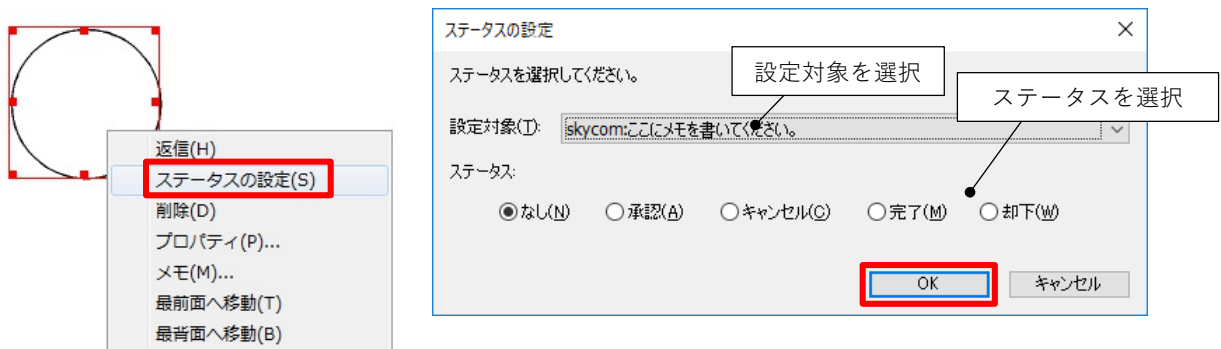 返信(H)
ステータスの設定(S)
削除(D)
プロパティ(P)...
メモ(M)...
最前面へ移動(T)
最背面へ移動(B)
ステータスの設定
ステータスを選択してください。
設定対象を選択
ステータスを選択
設定対象(T): skycom:ここにメモを書いてください。
ステータス:
なし(N) 承認(A) キャンセル(C) 完了(M) 却下(W)
OK キャンセル